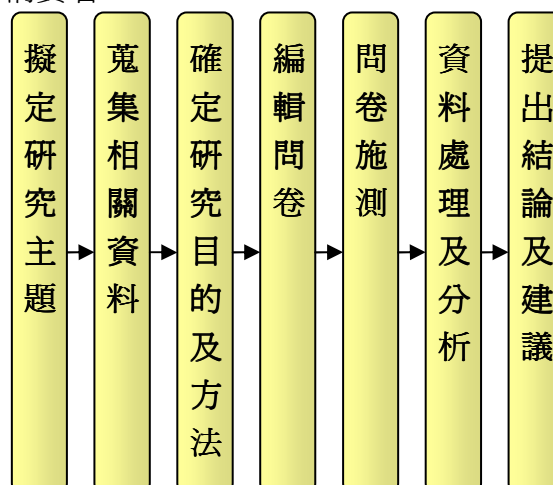 擬定研究主題
蒐集相關資料
確定研究目的及方法
編輯問卷
問卷施測
資料處理及分析
提出結論及建議